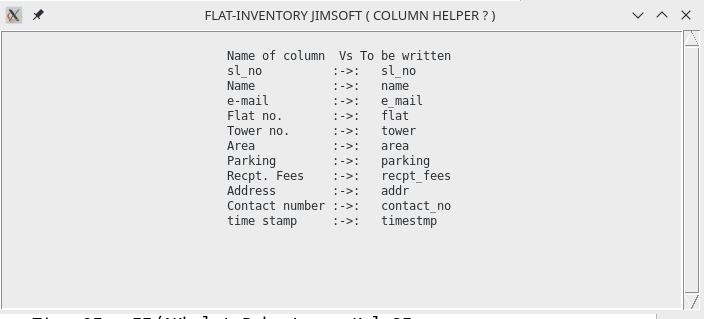 FLAT-INVENTORY JIMSOFT ( COLUMN HELPER ? )
Name of column  Vs To be written
sl_no          :->:   sl_no
Name           :->:   name
e-mail         :->:   e_mail
Flat no.       :->:   flat
Tower no.      :->:   tower
Area           :->:   area
Parking        :->:   parking
Recpt. Fees    :->:   recpt_fees
Address        :->:   addr
Contact number :->:   contact_no
time stamp     :->:   timestmp